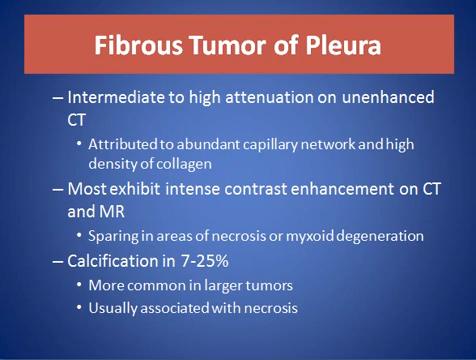 Fibrous Tumor of Pleura
– Intermediate to high attenuation on unenhanced
CT
• Attributed to abundant capillary network and high
density of collagen
– Most exhibit intense contrast enhancement on CT
and MR
• Sparing in areas of necrosis or myxoid degeneration
– Calcification in 7-25%
• More common in larger tumors
• Usually associated with necrosis